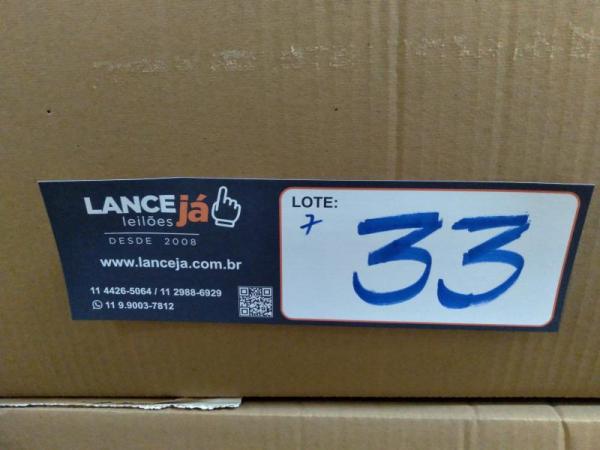 LANCE já
leilões
DESDE 2008
www.lanceja.com.br
11 4426-5064 / 11 2988-6929
11 9.9003-7812
LOTE:
7
33